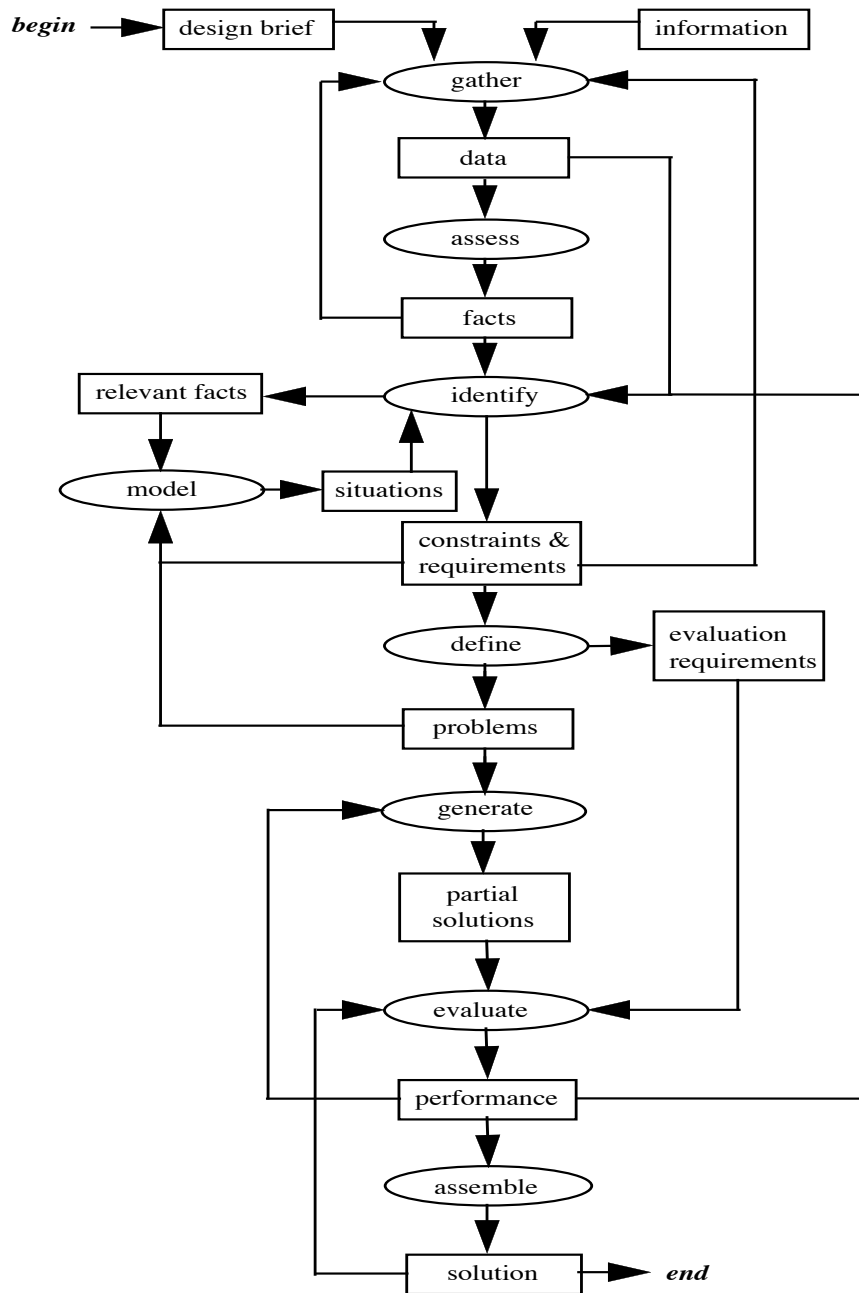 begin
design brief
information
gather
data
assess
facts
relevant facts
identify
model
situations
constraints &
requirements
define
evaluation
requirements
problems
generate
partial
solutions
evaluate
performance
assemble
solution
end